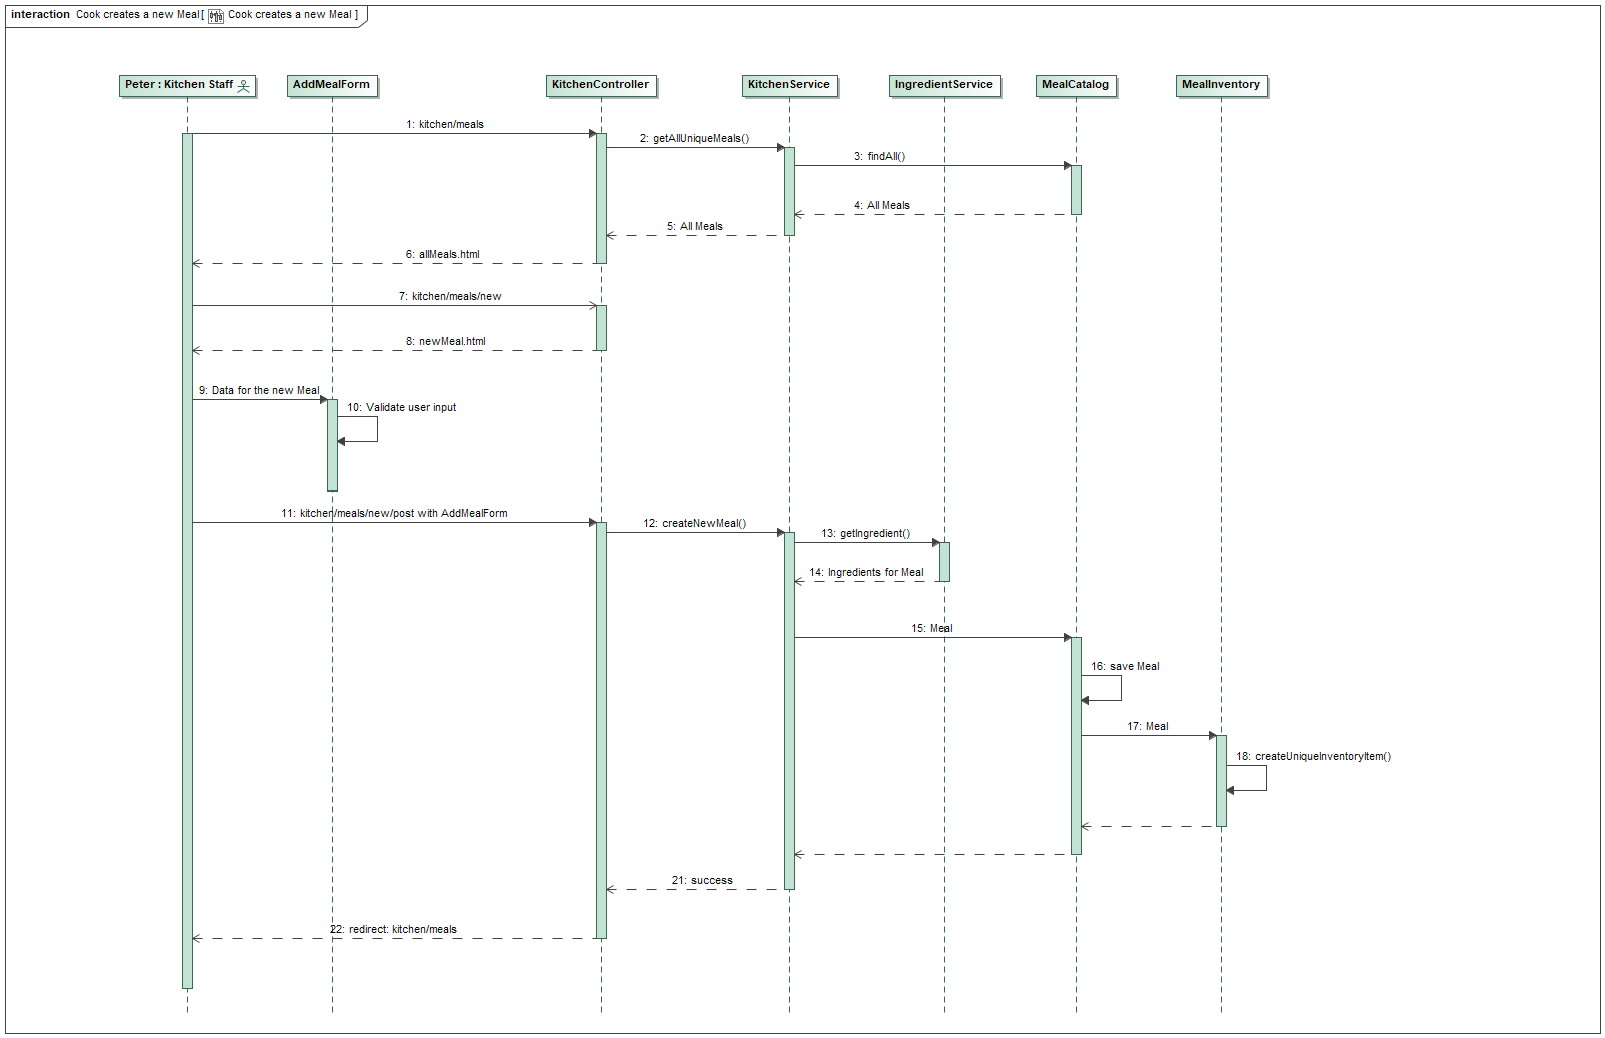 interaction Cook creates a new Meal[ Cook creates a new Meal ]
Peter : Kitchen Staff
AddMealForm
KitchenController
KitchenService
IngredientService
MealCatalog
MealInventory
1: kitchen/meals
2: getAllUniqueMeals()
3: findAll()
4: All Meals
5: All Meals
6: allMeals.html
7: kitchen/meals/new
8: newMeal.html
9: Data for the new Meal
10: Validate user input
11: kitchen/meals/new/post with AddMealForm
12: createNewMeal()
13: getIngredient()
14: Ingredients for Meal
15: Meal
16: save Meal
17: Meal
18: createUniqueInventoryItem()
21: success
22: redirect: kitchen/meals